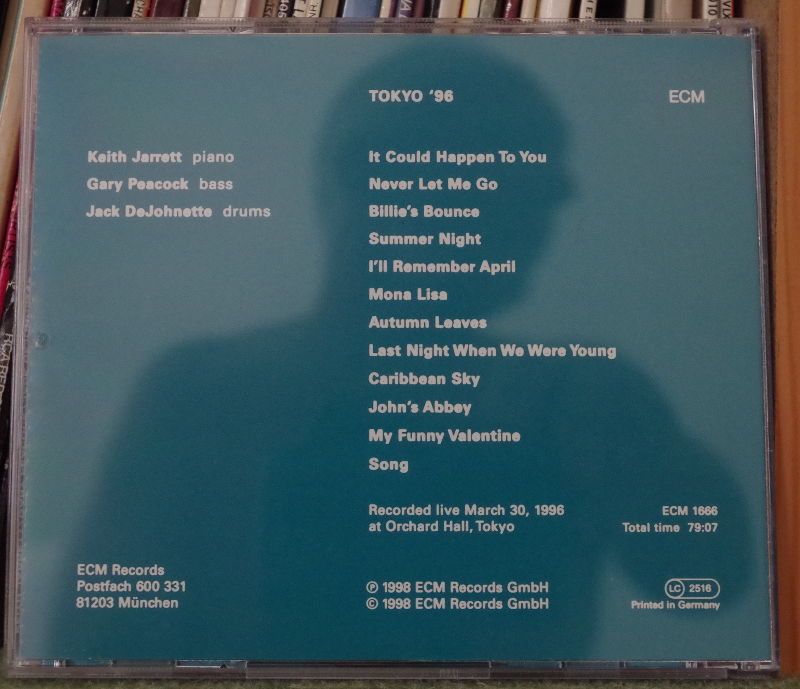 TOKYO '96
ECM
Keith Jarrett piano
Gary Peacock bass
Jack DeJohnette drums
It Could Happen To You
Never Let Me Go
Billie's Bounce
Summer Night
I'll Remember April
Mona Lisa
Autumn Leaves
Last Night When We Were Young
Caribbean Sky
John's Abbey
My Funny Valentine
Song
Recorded live March 30, 1996
at Orchard Hall, Tokyo
ECM 1666
Total time 79:07
ECM Records
Postfach 600 331
81203 München
℗ 1998 ECM Records GmbH
© 1998 ECM Records GmbH
LC 2516
Printed in Germany